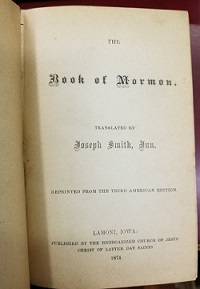 THE
Book of Mormon.
TRANSLATED BY
Joseph Smith, Jun.
REPRINTED FROM THE THIRD AMERICAN EDITION.
LAMONI, IOWA:
PUBLISHED BY THE REORGANIZED CHURCH OF JESUS
CHRIST OF LATTER DAY SAINTS
1874